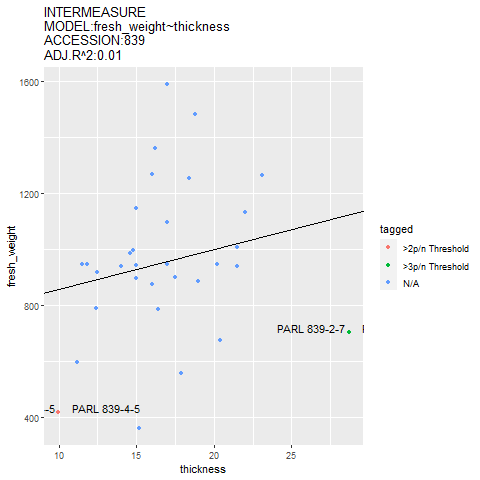 INTERMEASURE
MODEL:fresh_weight~thickness
ACCESSION:839
ADJ.R^2:0.01
1600
1200
800
400
fresh_weight
PARL 839-2-7
-5 PARL 839-4-5
10 15 20 25
thickness
tagged
>2p/n Threshold
>3p/n Threshold
N/A